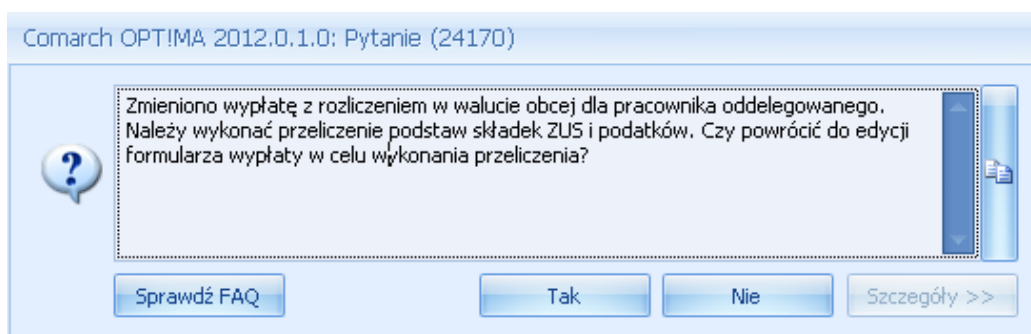 Comarch OPT!MA 2012.0.1.0: Pytanie (24170)
Zmieniono wypłatę z rozliczeniem w walucie obcej dla pracownika oddelegowanego.
Należy wykonać przeliczenie podstaw składek ZUS i podatków. Czy powrócić do edycji
formularza wypłaty w celu wykonania przeliczenia?
Sprawdź FAQ
Tak
Nie
Szczegóły >>